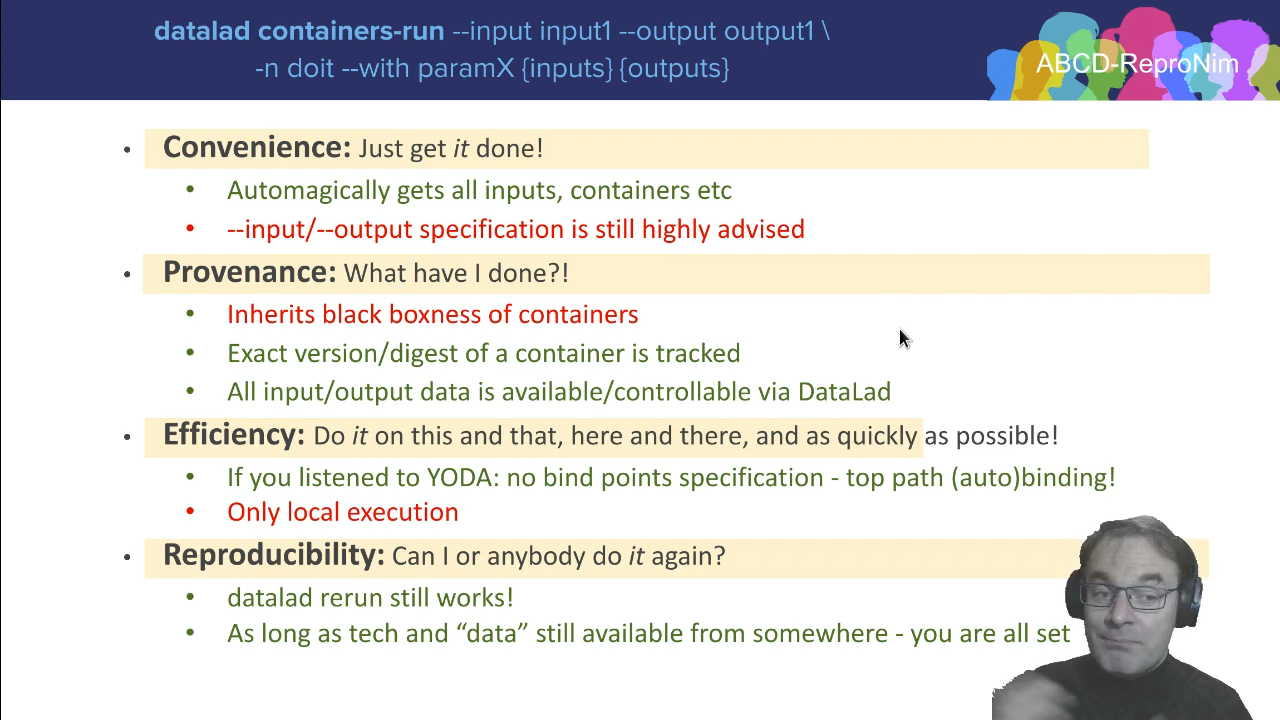 datalad containers-run --input input1 --output output1 \
-n doit --with paramX {inputs} {outputs}
ABCD-ReproNim
• Convenience: Just get it done!
• Automagically gets all inputs, containers etc
• --input/--output specification is still highly advised
• Provenance: What have I done?!
• Inherits black boxness of containers
• Exact version/digest of a container is tracked
• All input/output data is available/controllable via DataLad
• Efficiency: Do it on this and that, here and there, and as quickly as possible!
• If you listened to YODA: no bind points specification - top path (auto)binding!
• Only local execution
• Reproducibility: Can I or anybody do it again?
• datalad rerun still works!
• As long as tech and “data” still available from somewhere - you are all set